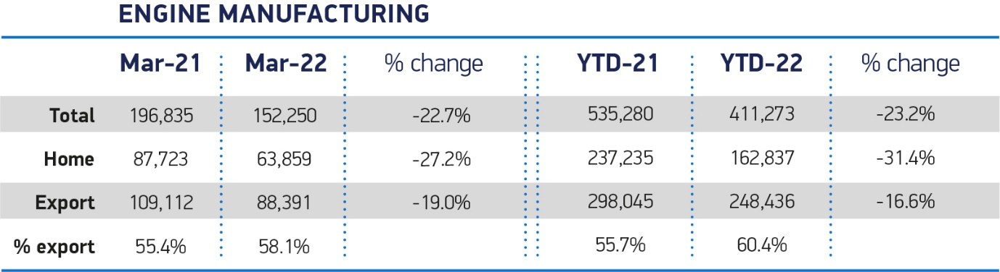 ENGINE MANUFACTURING
Mar-21 Mar-22 % change YTD-21 YTD-22 % change
Total 196,835 152,250 -22.7% 535,280 411,273 -23.2%
Home 87,723 63,859 -27.2% 237,235 162,837 -31.4%
Export 109,112 88,391 -19.0% 298,045 248,436 -16.6%
% export 55.4% 58.1% 55.7% 60.4%